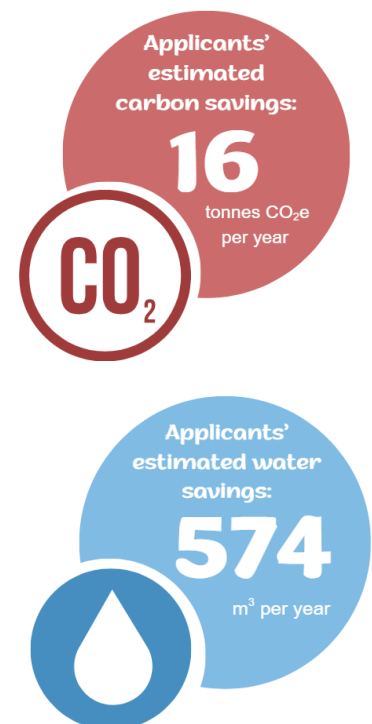 Applicants'
estimated
carbon savings:
16
tonnes CO₂e
per year
CO₂
Applicants'
estimated water
savings:
574
m³ per year